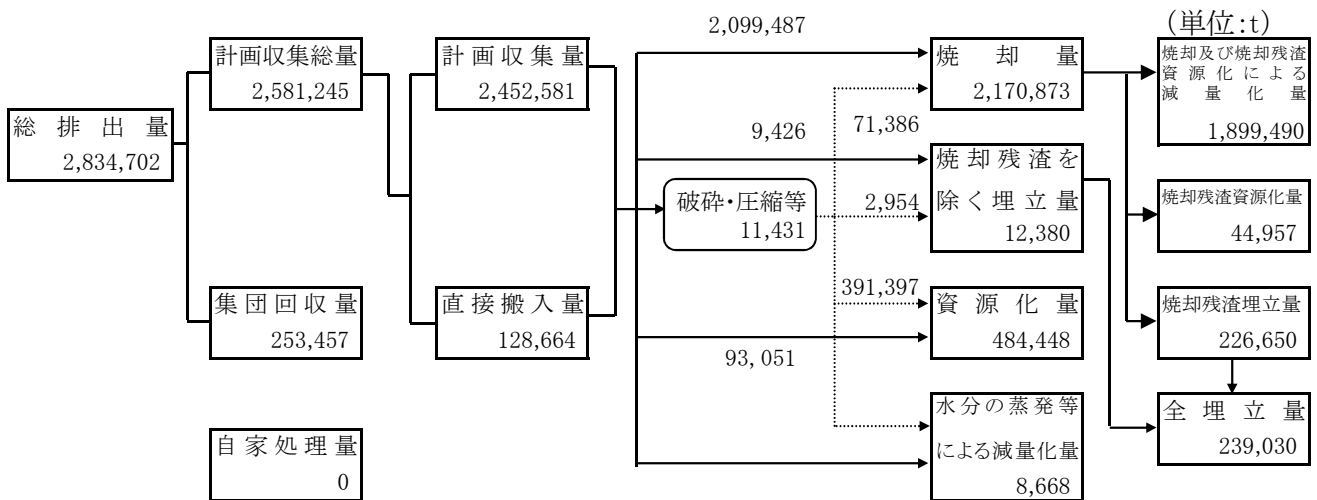 (単位:t)
総排出量
2,834,702
計画収集総量
2,581,245
集団回収量
253,457
自家処理量
0
計画収集量
2,452,581
直接搬入量
128,664
2,099,487
71,386
9,426
破砕・圧縮等
11,431
2,954
391,397
93,051
焼却量
2,170,873
焼却残渣を
除く埋立量
12,380
資源化量
484,448
水分の蒸発等
による減量化量
8,668
焼却及び焼却残渣
資源化による
減量化量
1,899,490
焼却残渣資源化量
44,957
焼却残渣埋立量
226,650
全埋立量
239,030